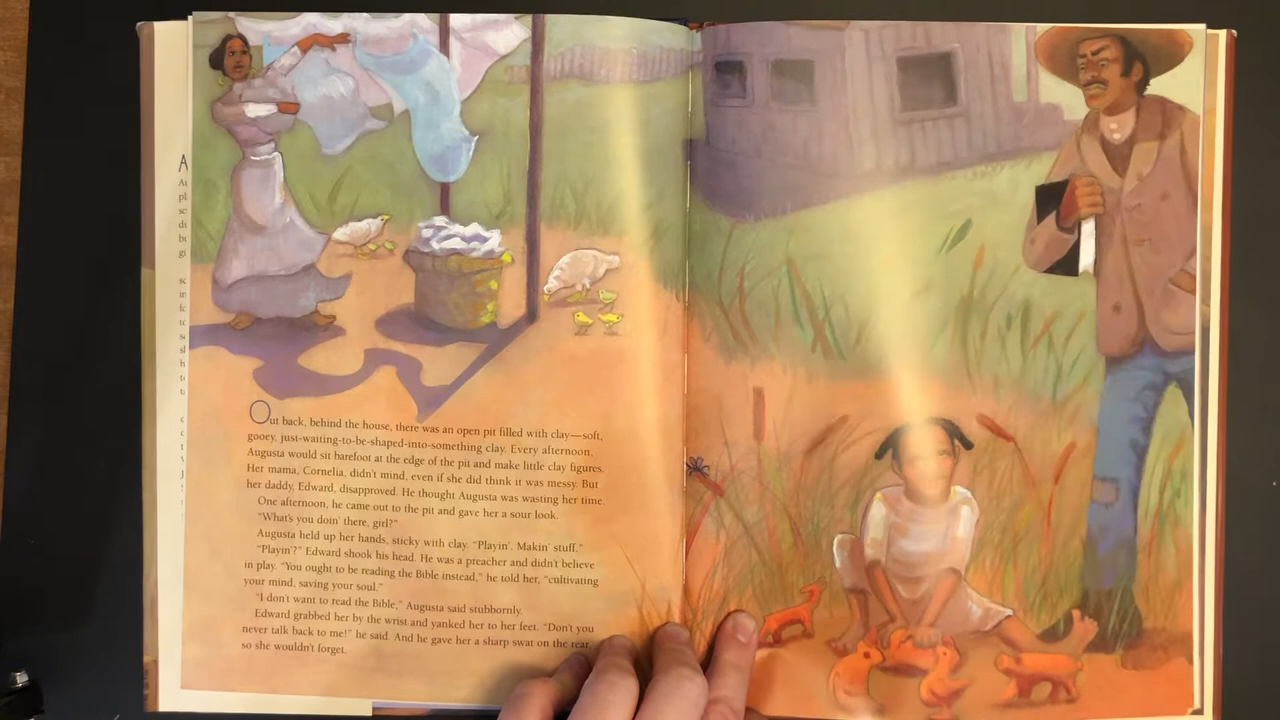 Out back, behind the house, there was an open pit filled with clay—soft,
gooey, just-waiting-to-be-shaped-into-something clay. Every afternoon,
Augusta would sit barefoot at the edge of the pit and make little clay figures.
Her mama, Cornelia, didn't mind, even if she did think it was messy. But
her daddy, Edward, disapproved. He thought Augusta was wasting her time.
One afternoon, he came out to the pit and gave her a sour look.
"What's you doin' there, girl?"
Augusta held up her hands, sticky with clay. "Playin'. Makin' stuff."
"Playin'?" Edward shook his head. He was a preacher and didn't believe
in play. "You ought to be reading the Bible instead," he told her, "cultivating
your mind, saving your soul."
"I don't want to read the Bible," Augusta said stubbornly.
Edward grabbed her by the wrist and yanked her to her feet. "Don't you
never talk back to me!" he said. And he gave her a sharp swat on the rear,
so she wouldn't forget.